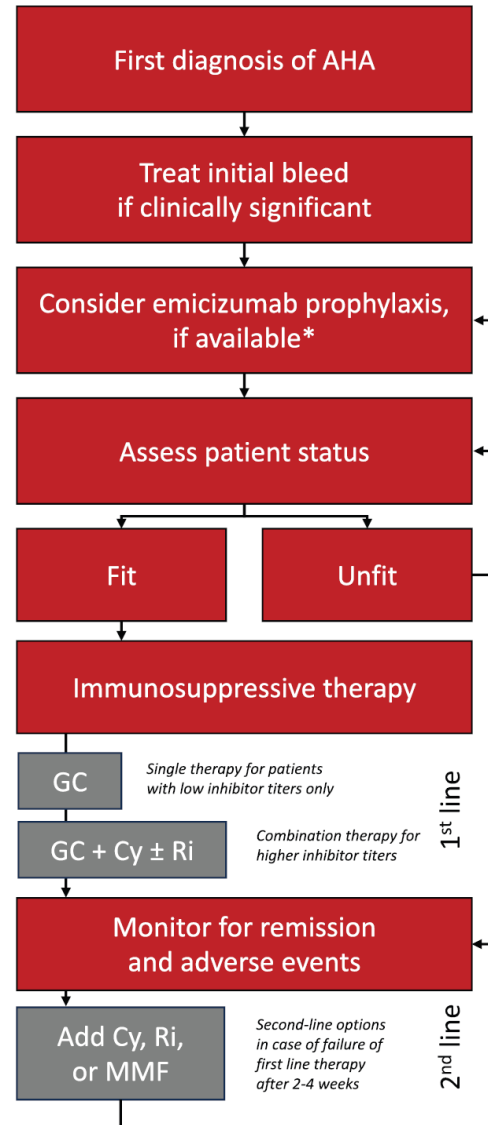 First diagnosis of AHA
Treat initial bleed
if clinically significant
Consider emicizumab prophylaxis,
if available*
Assess patient status
Fit
Unfit
Immunosuppressive therapy
GC
Single therapy for patients
with low inhibitor titers only
GC + Cy ± Ri
Combination therapy for
higher inhibitor titers
1st line
Monitor for remission
and adverse events
Add Cy, Ri,
or MMF
Second-line options
in case of failure of
first line therapy
after 2-4 weeks
2nd line